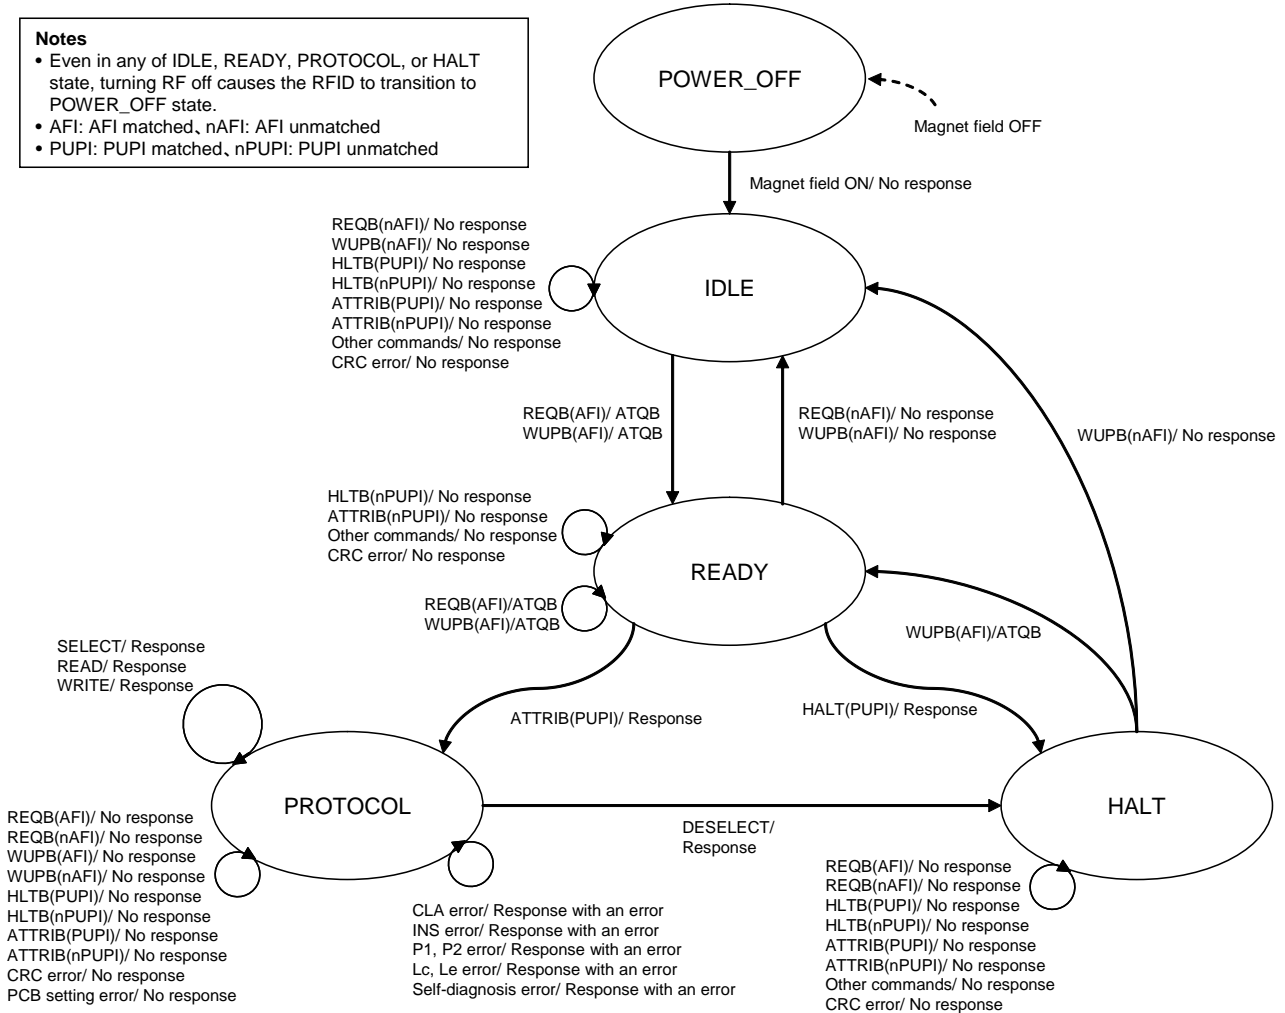 Notes
• Even in any of IDLE, READY, PROTOCOL, or HALT
state, turning RF off causes the RFID to transition to
POWER_OFF state.
• AFI: AFI matched、nAFI: AFI unmatched
• PUPI: PUPI matched、nPUPI: PUPI unmatched
POWER_OFF
Magnet field OFF
Magnet field ON/ No response
REQB(nAFI)/ No response
WUPB(nAFI)/ No response
HLTB(PUPI)/ No response
HLTB(nPUPI)/ No response
ATTRIB(PUPI)/ No response
ATTRIB(nPUPI)/ No response
Other commands/ No response
CRC error/ No response
IDLE
REQB(AFI)/ ATQB
WUPB(AFI)/ ATQB
REQB(nAFI)/ No response
WUPB(nAFI)/ No response
WUPB(nAFI)/ No response
HLTB(nPUPI)/ No response
ATTRIB(nPUPI)/ No response
Other commands/ No response
CRC error/ No response
READY
REQB(AFI)/ATQB
WUPB(AFI)/ATQB
WUPB(AFI)/ATQB
SELECT/ Response
READ/ Response
WRITE/ Response
ATTRIB(PUPI)/ Response
HALT(PUPI)/ Response
PROTOCOL
HALT
DESELECT/
Response
REQB(AFI)/ No response
REQB(nAFI)/ No response
WUPB(AFI)/ No response
WUPB(nAFI)/ No response
HLTB(PUPI)/ No response
HLTB(nPUPI)/ No response
ATTRIB(PUPI)/ No response
ATTRIB(nPUPI)/ No response
CRC error/ No response
PCB setting error/ No response
CLA error/ Response with an error
INS error/ Response with an error
P1, P2 error/ Response with an error
Lc, Le error/ Response with an error
Self-diagnosis error/ Response with an error
REQB(AFI)/ No response
REQB(nAFI)/ No response
HLTB(PUPI)/ No response
HLTB(nPUPI)/ No response
ATTRIB(PUPI)/ No response
ATTRIB(nPUPI)/ No response
Other commands/ No response
CRC error/ No response